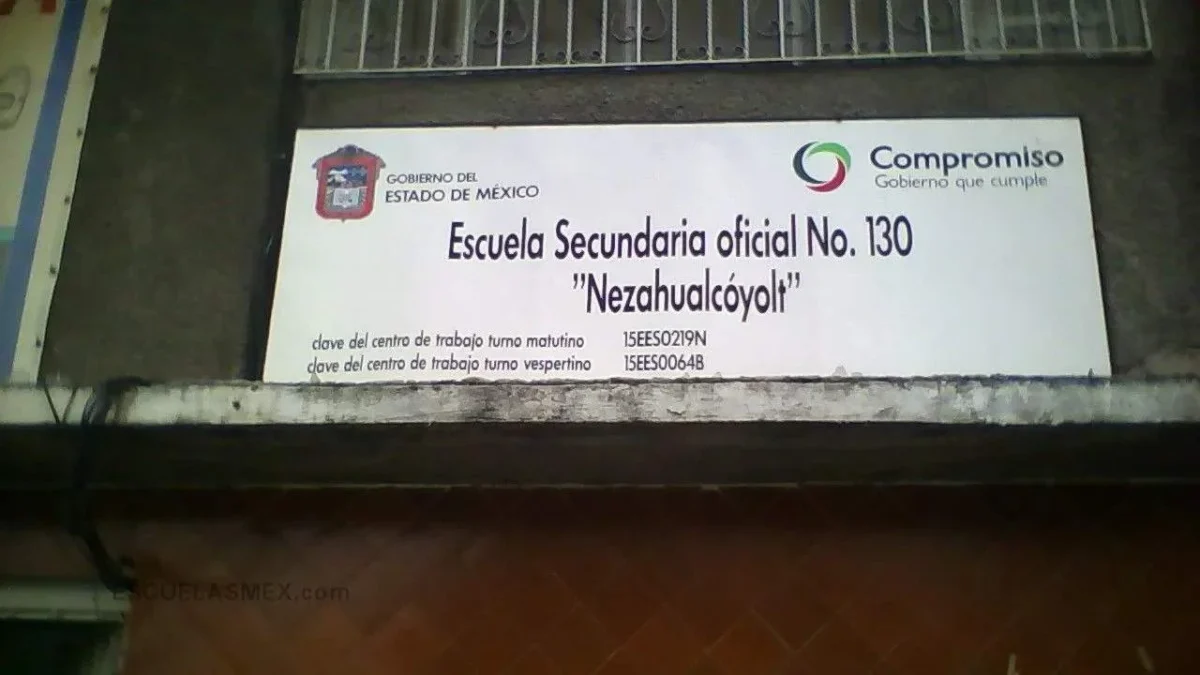 GOBIERNO DEL
ESTADO DE MÉXICO
Compromiso
Gobierno que cumple
Escuela Secundaria oficial No. 130
"Nezahualcóyolt"
clave del centro de trabajo turno matutino 15EES0219N
clave del centro de trabajo turno vespertino 15EES0064B
ESCUELASMEX.com